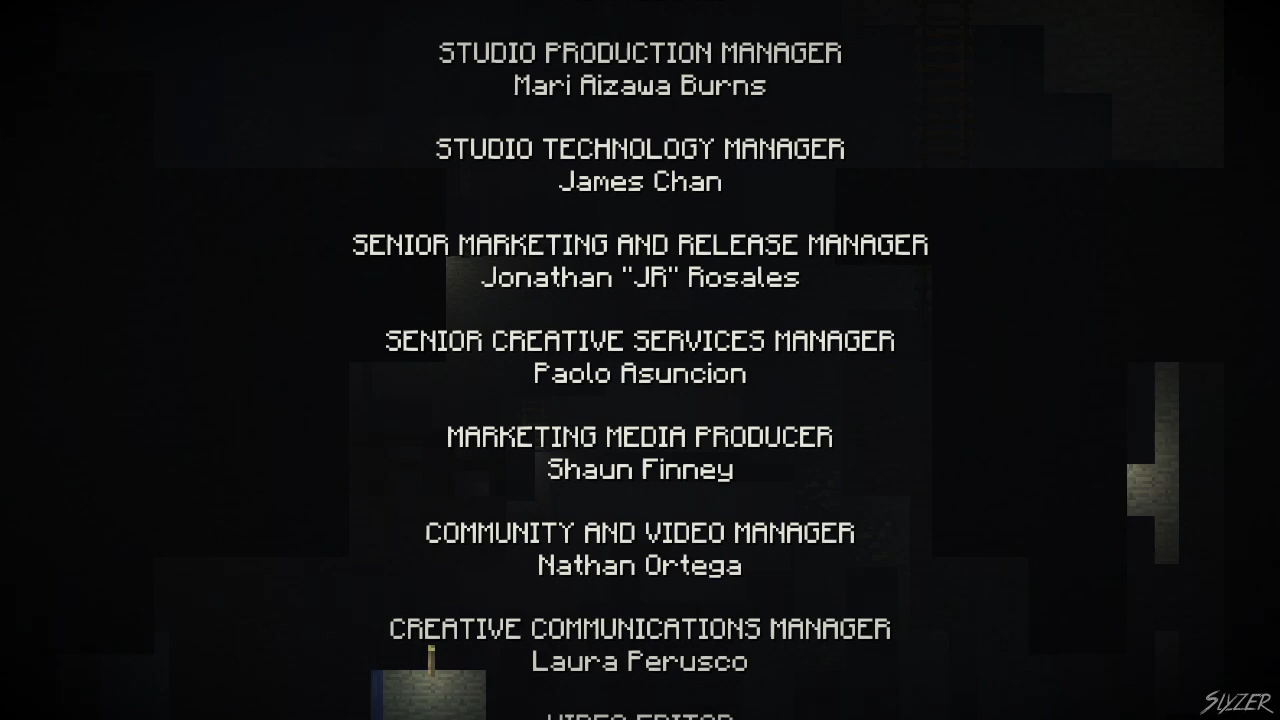 STUDIO PRODUCTION MANAGER
Mari Aizawa Burns
STUDIO TECHNOLOGY MANAGER
James Chan
SENIOR MARKETING AND RELEASE MANAGER
Jonathan "JR" Rosales
SENIOR CREATIVE SERVICES MANAGER
Paolo Asuncion
MARKETING MEDIA PRODUCER
Shaun Finney
COMMUNITY AND VIDEO MANAGER
Nathan Ortega
CREATIVE COMMUNICATIONS MANAGER
Laura Perusco
VIDEO EDITOR
SLYZER